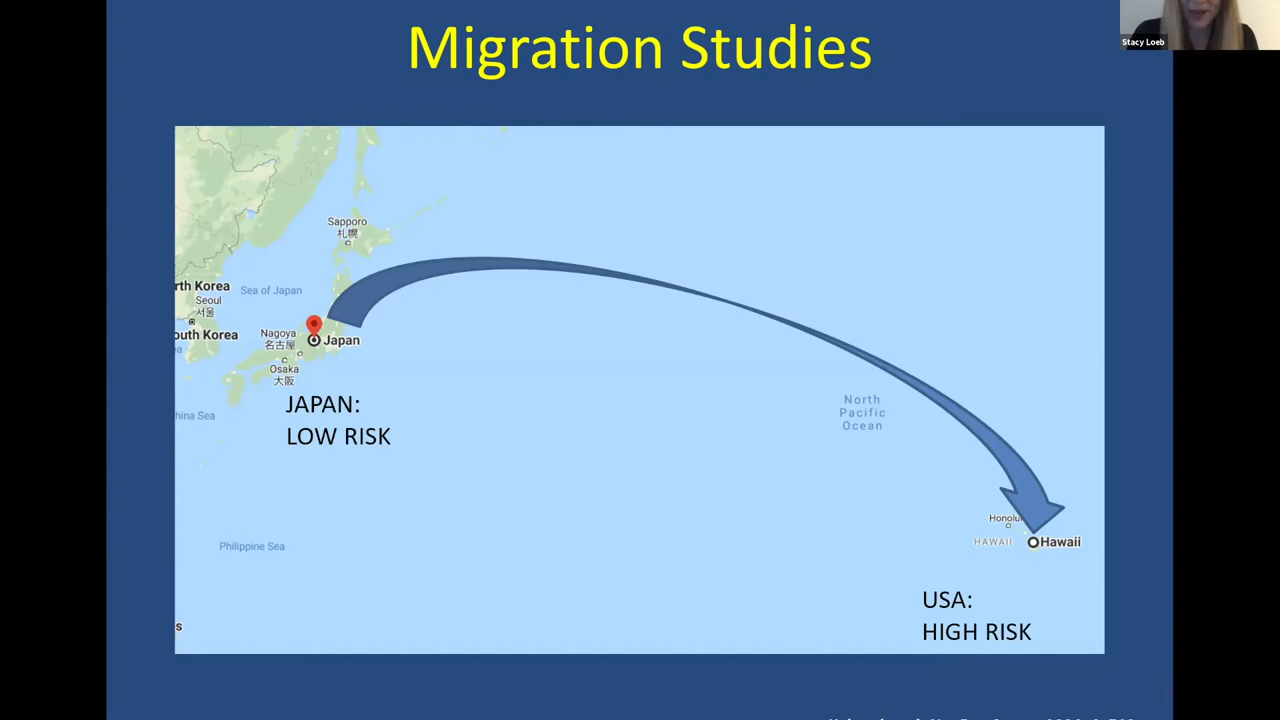 Migration Studies
Stacy Loeb
Sapporo
札幌
rth Korea
Sea of Japan
Seoul
서울
outh Korea
Nagoya
名古屋
Japan
Osaka
大阪
hina Sea
JAPAN:
LOW RISK
North
Pacific
Ocean
Philippine Sea
Honolu
HAWAII
Hawaii
USA:
HIGH RISK
s